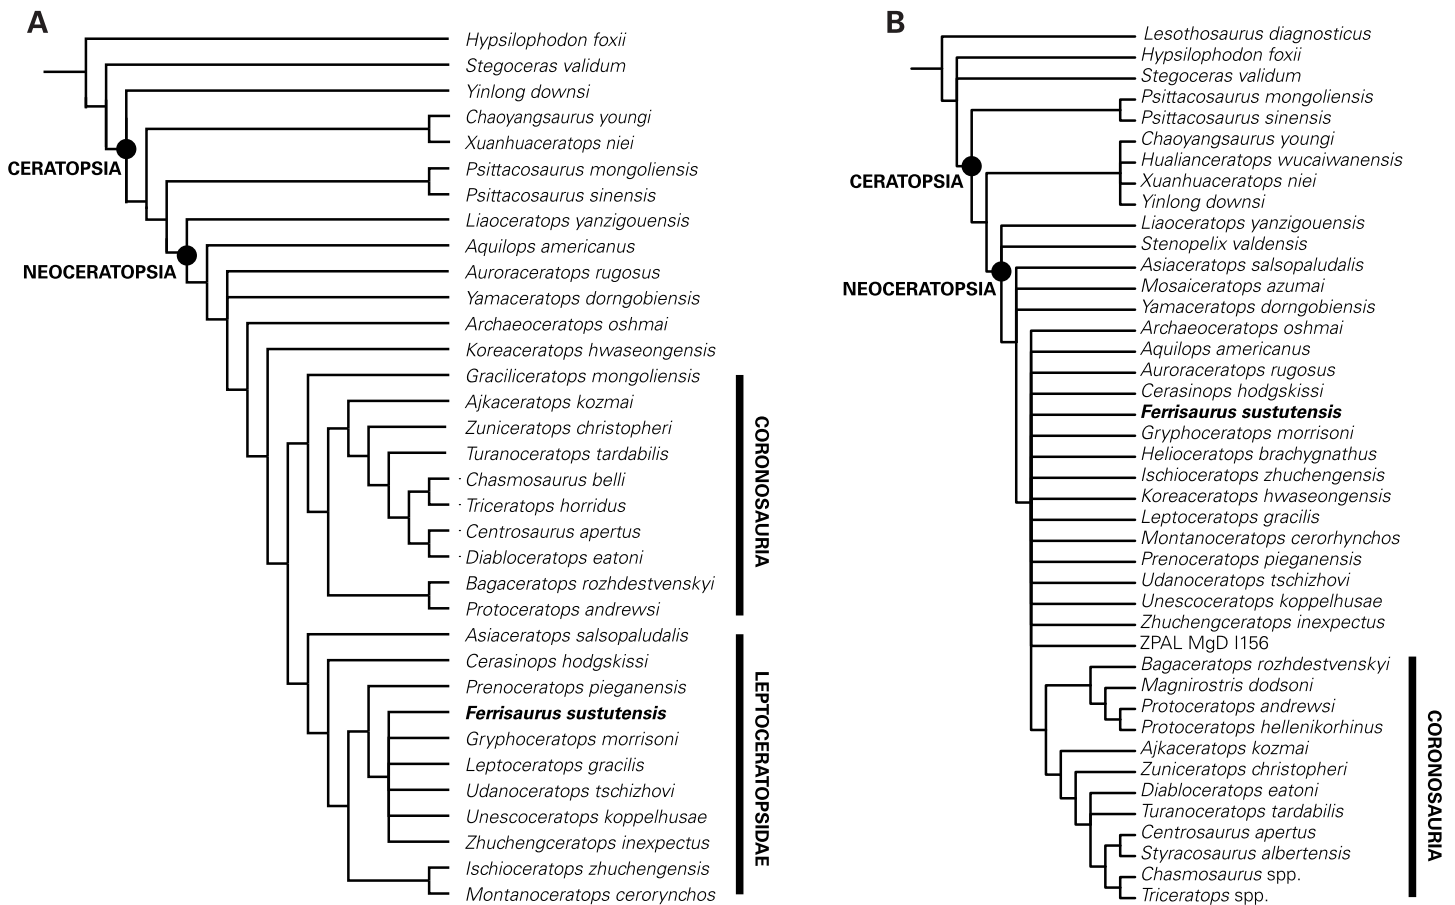 A
Hypsilophodon foxii
Stegoceras validum
Yinlong downsi
Chaoyangsaurus youngi
Xuanhuaceratops niei
CERATOPSIA
Psittacosaurus mongoliensis
Psittacosaurus sinensis
Liaoceratops yanzigouensis
Aquilops americanus
NEOCERATOPSIA
Auroraceratops rugosus
Yamaceratops dorngobiensis
Archaeoceratops oshmai
Koreaceratops hwaseongensis
Graciliceratops mongoliensis
Ajkaceratops kozmai
Zuniceratops christopheri
Turanoceratops tardabilis
Chasmosaurus belli
Triceratops horridus
Centrosaurus apertus
Diabloceratops eatoni
Bagaceratops rozhdestvenskyi
Protoceratops andrewsi
CORONOSAURIA
Asiaceratops salsopaludalis
Cerasinops hodgskissi
Prenoceratops pieganensis
Ferrisaurus sustutensis
Gryphoceratops morrisoni
Leptoceratops gracilis
Udanoceratops tschizhovi
Unescoceratops koppelhusae
Zhuchengceratops inexpectus
Ischioceratops zhuchengensis
Montanoceratops cerorynchos
LEPTOCERATOPSIDAE
B
Lesothosaurus diagnosticus
Hypsilophodon foxii
Stegoceras validum
Psittacosaurus mongoliensis
Psittacosaurus sinensis
Chaoyangsaurus youngi
Hualianceratops wucaiwanensis
CERATOPSIA
Xuanhuaceratops niei
Yinlong downsi
Liaoceratops yanzigouensis
Stenopelix valdensis
Asiaceratops salsopaludalis
NEOCERATOPSIA
Mosaiceratops azumai
Yamaceratops dorngobiensis
Archaeoceratops oshmai
Aquilops americanus
Auroraceratops rugosus
Cerasinops hodgskissi
Ferrisaurus sustutensis
Gryphoceratops morrisoni
Helioceratops brachygnathus
Ischioceratops zhuchengensis
Koreaceratops hwaseongensis
Leptoceratops gracilis
Montanoceratops cerorhynchos
Prenoceratops pieganensis
Udanoceratops tschizhovi
Unescoceratops koppelhusae
Zhuchengceratops inexpectus
ZPAL MgD I156
Bagaceratops rozhdestvenskyi
Magnirostris dodsoni
Protoceratops andrewsi
Protoceratops hellenikorhinus
Ajkaceratops kozmai
Zuniceratops christopheri
Diabloceratops eatoni
Turanoceratops tardabilis
Centrosaurus apertus
Styracosaurus albertensis
Chasmosaurus spp.
Triceratops spp.
CORONOSAURIA